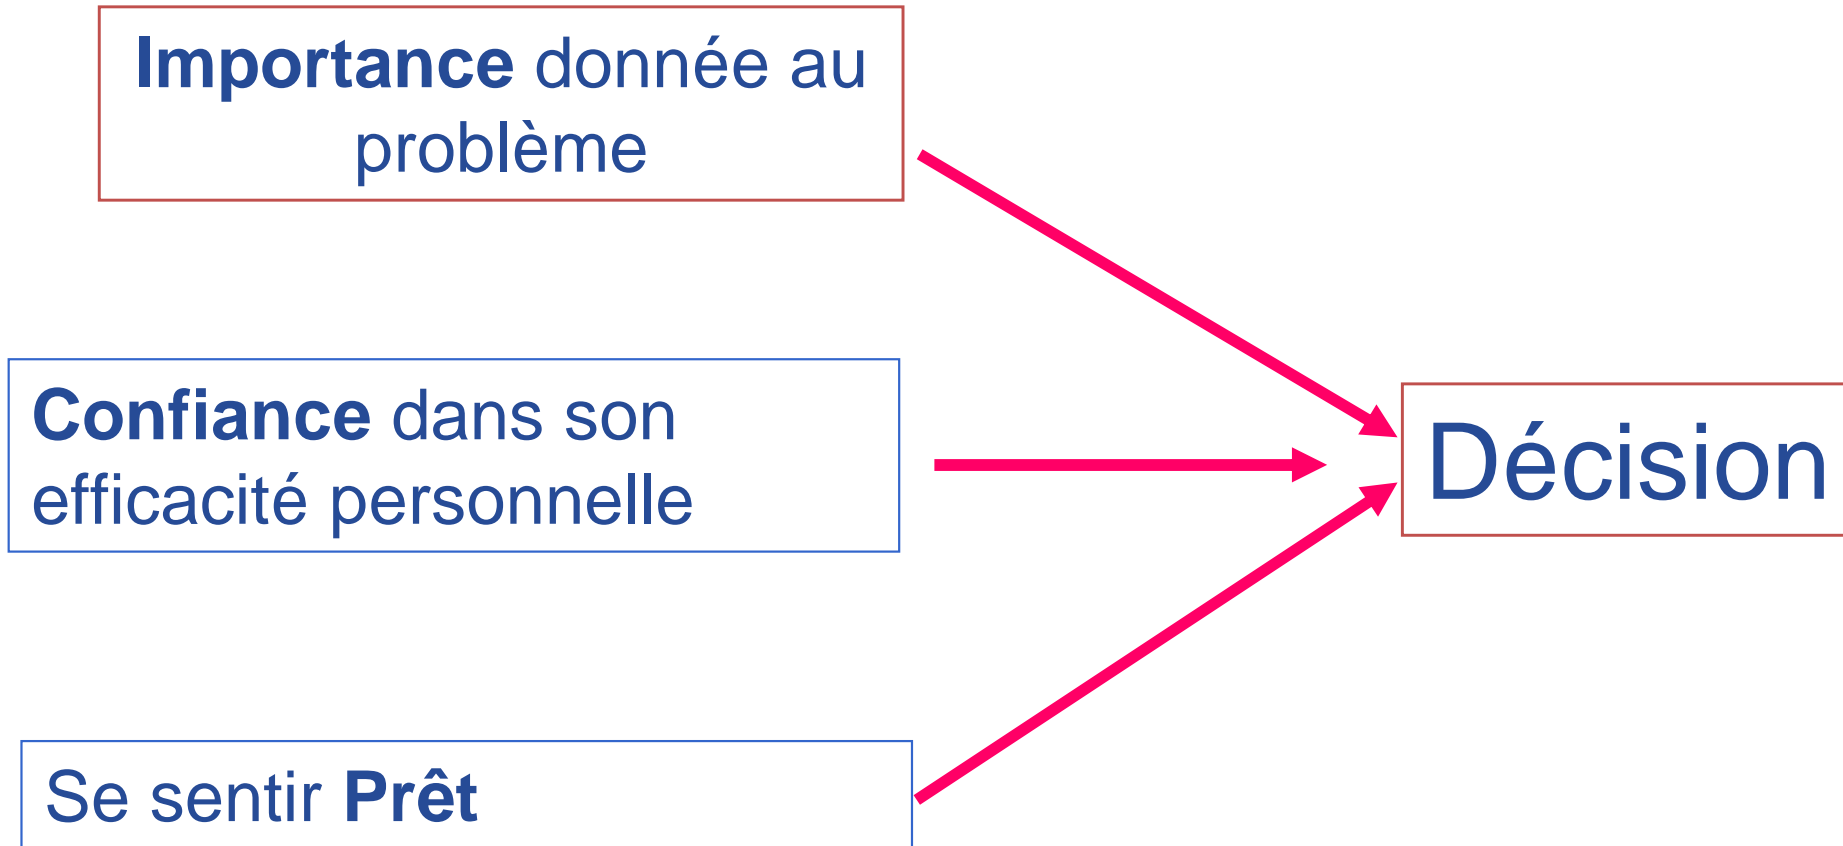 Importance donnée au
problème
Confiance dans son
efficacité personnelle
Décision
Se sentir Prêt